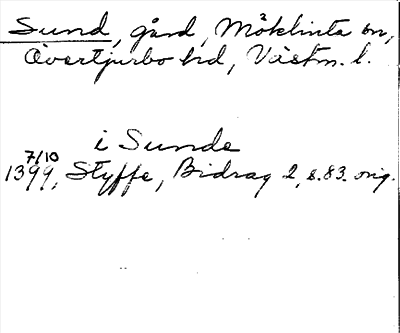 Sund, gård, Möklinta sn,
Övertjurbo hd, Västm. l.
i Sunde
7/10
1399, Styffe, Bidrag 2, s. 83. orig.